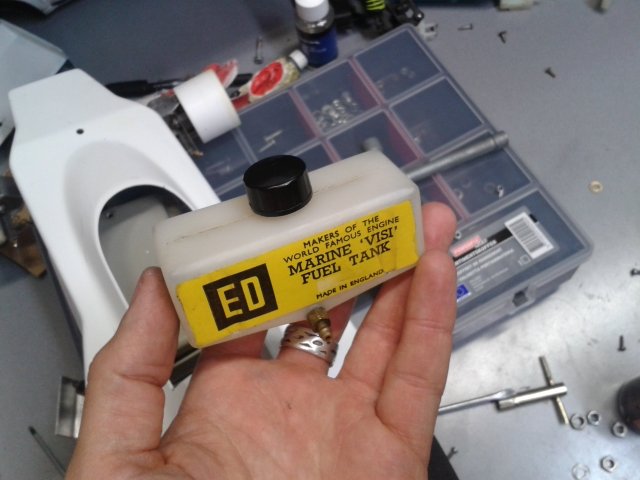 MAKERS OF THE
WORLD FAMOUS ENGINE
MARINE 'VISI'
FUEL TANK
ED
MADE IN ENGLAND